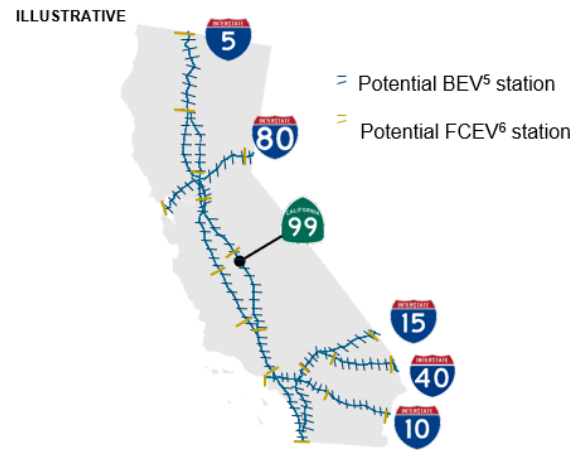 ILLUSTRATIVE
INTERSTATE
5
Potential BEV⁵ station
INTERSTATE
80
Potential FCEV⁶ station
CALIFORNIA
99
INTERSTATE
15
INTERSTATE
40
INTERSTATE
10